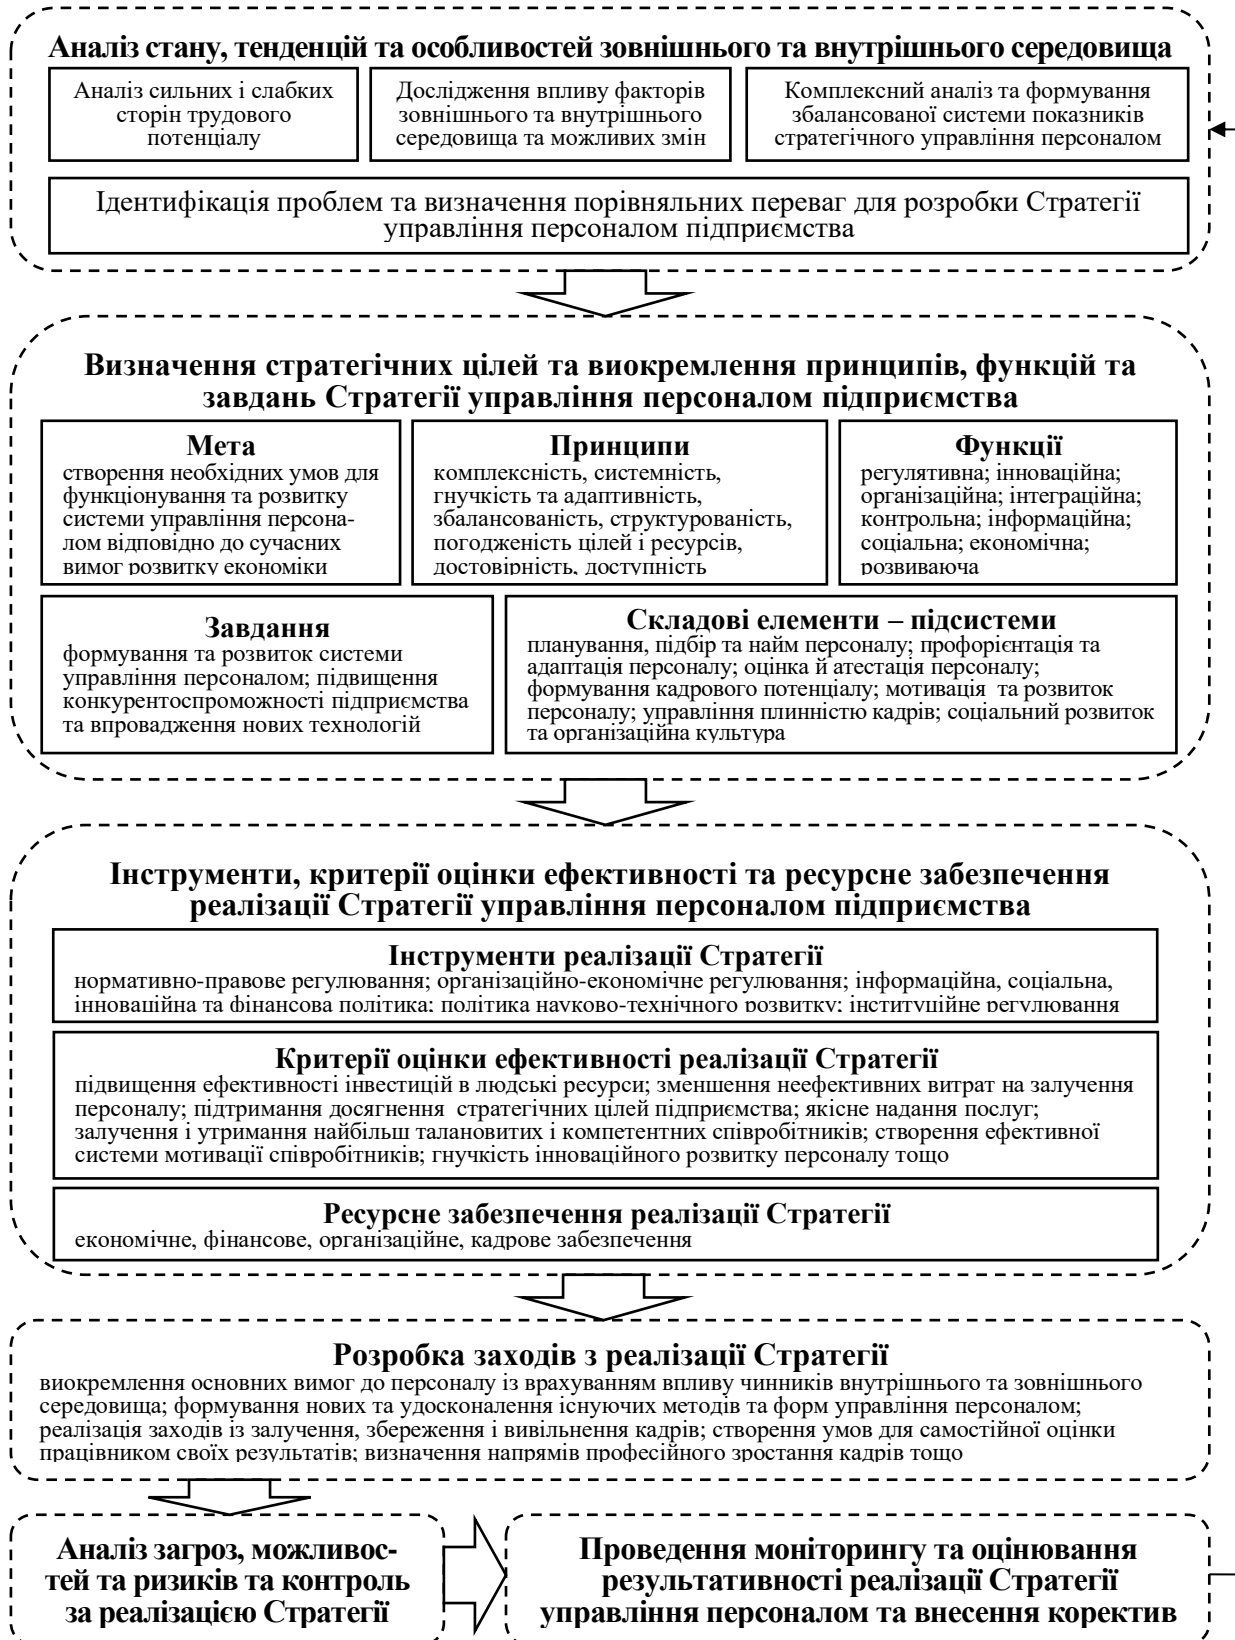 Аналіз стану, тенденцій та особливостей зовнішнього та внутрішнього середовища
Аналіз сильних і слабких
сторін трудового
потенціалу
Дослідження впливу факторів
зовнішнього та внутрішнього
середовища та можливих змін
Комплексний аналіз та формування
збалансованої системи показників
стратегічного управління персоналом
Ідентифікація проблем та визначення порівняльних переваг для розробки Стратегії
управління персоналом підприємства
Визначення стратегічних цілей та виокремлення принципів, функцій та
завдань Стратегії управління персоналом підприємства
Мета
створення необхідних умов для
функціонування та розвитку
системи управління персона-
лом відповідно до сучасних
вимог розвитку економіки
Принципи
комплексність, системність,
гнучкість та адаптивність,
збалансованість, структурованість,
погодженість цілей і ресурсів,
достовірність, доступність
Функції
регулятивна; інноваційна;
організаційна; інтеграційна;
контрольна; інформаційна;
соціальна; економічна;
розвиваюча
Завдання
формування та розвиток системи
управління персоналом; підвищення
конкурентоспроможності підприємства
та впровадження нових технологій
Складові елементи – підсистеми
планування, підбір та найм персоналу; профорієнтація та
адаптація персоналу; оцінка й атестація персоналу;
формування кадрового потенціалу; мотивація та розвиток
персоналу; управління плинністю кадрів; соціальний розвиток
та організаційна культура
Інструменти, критерії оцінки ефективності та ресурсне забезпечення
реалізації Стратегії управління персоналом підприємства
Інструменти реалізації Стратегії
нормативно-правове регулювання; організаційно-економічне регулювання; інформаційна, соціальна,
інноваційна та фінансова політика; політика науково-технічного розвитку; інституційне регулювання
Критерії оцінки ефективності реалізації Стратегії
підвищення ефективності інвестицій в людські ресурси; зменшення неефективних витрат на залучення
персоналу; підтримання досягнення стратегічних цілей підприємства; якісне надання послуг;
залучення і утримання найбільш талановитих і компетентних співробітників; створення ефективної
системи мотивації співробітників; гнучкість інноваційного розвитку персоналу тощо
Ресурсне забезпечення реалізації Стратегії
економічне, фінансове, організаційне, кадрове забезпечення
Розробка заходів з реалізації Стратегії
виокремлення основних вимог до персоналу із врахуванням впливу чинників внутрішнього та зовнішнього
середовища; формування нових та удосконалення існуючих методів та форм управління персоналом;
реалізація заходів із залучення, збереження і вивільнення кадрів; створення умов для самостійної оцінки
працівником своїх результатів; визначення напрямів професійного зростання кадрів тощо
Аналіз загроз, можливос-
тей та ризиків та контроль
за реалізацією Стратегії
Проведення моніторингу та оцінювання
результативності реалізації Стратегії
управління персоналом та внесення коректив